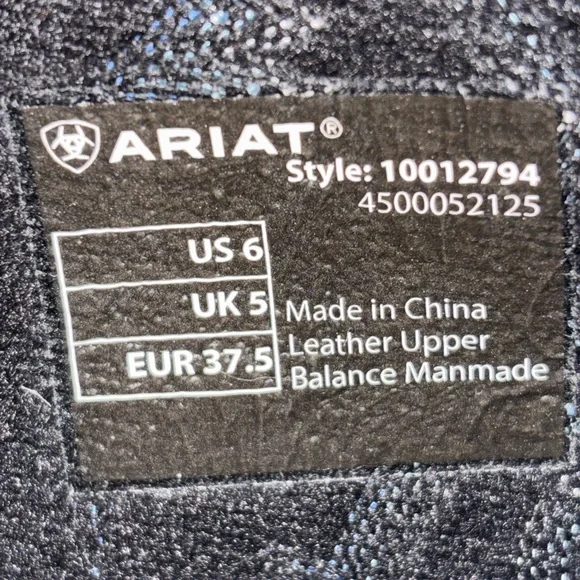 ARIAT®
Style: 10012794
4500052125
US 6
UK 5
EUR 37.5
Made in China
Leather Upper
Balance Manmade